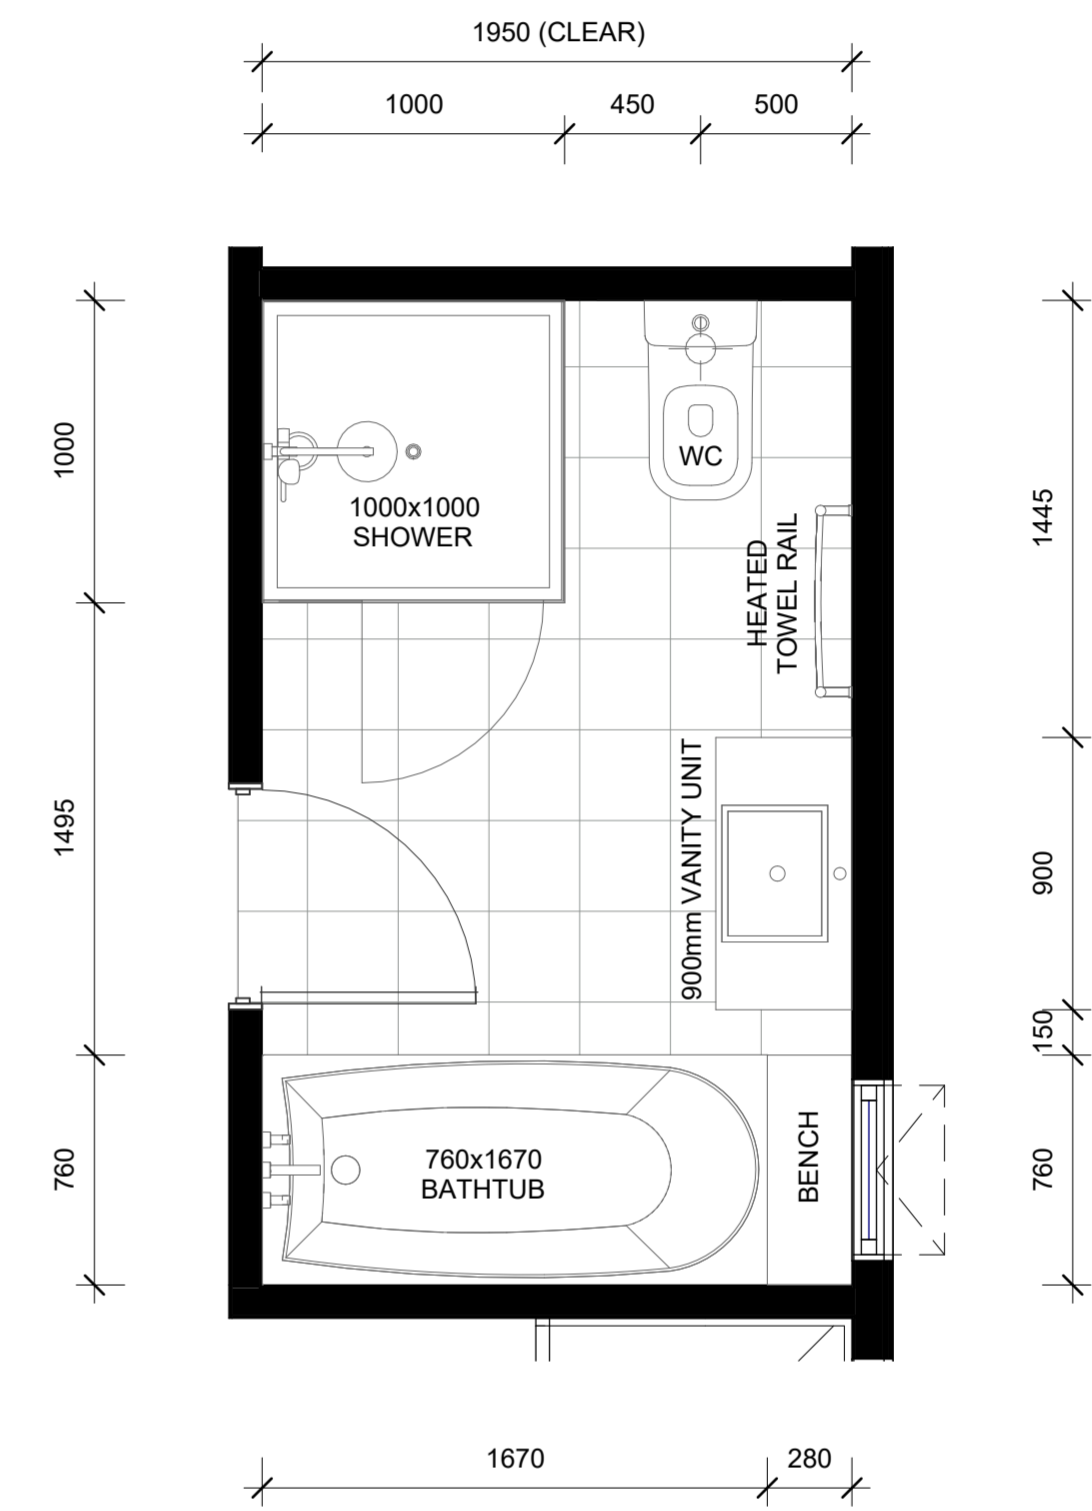 1950 (CLEAR)
1000
450
500
1000
1495
760
1445
900
150
760
1000x1000
SHOWER
WC
HEATED
TOWEL RAIL
900mm VANITY UNIT
760x1670
BATHTUB
BENCH
1670
280